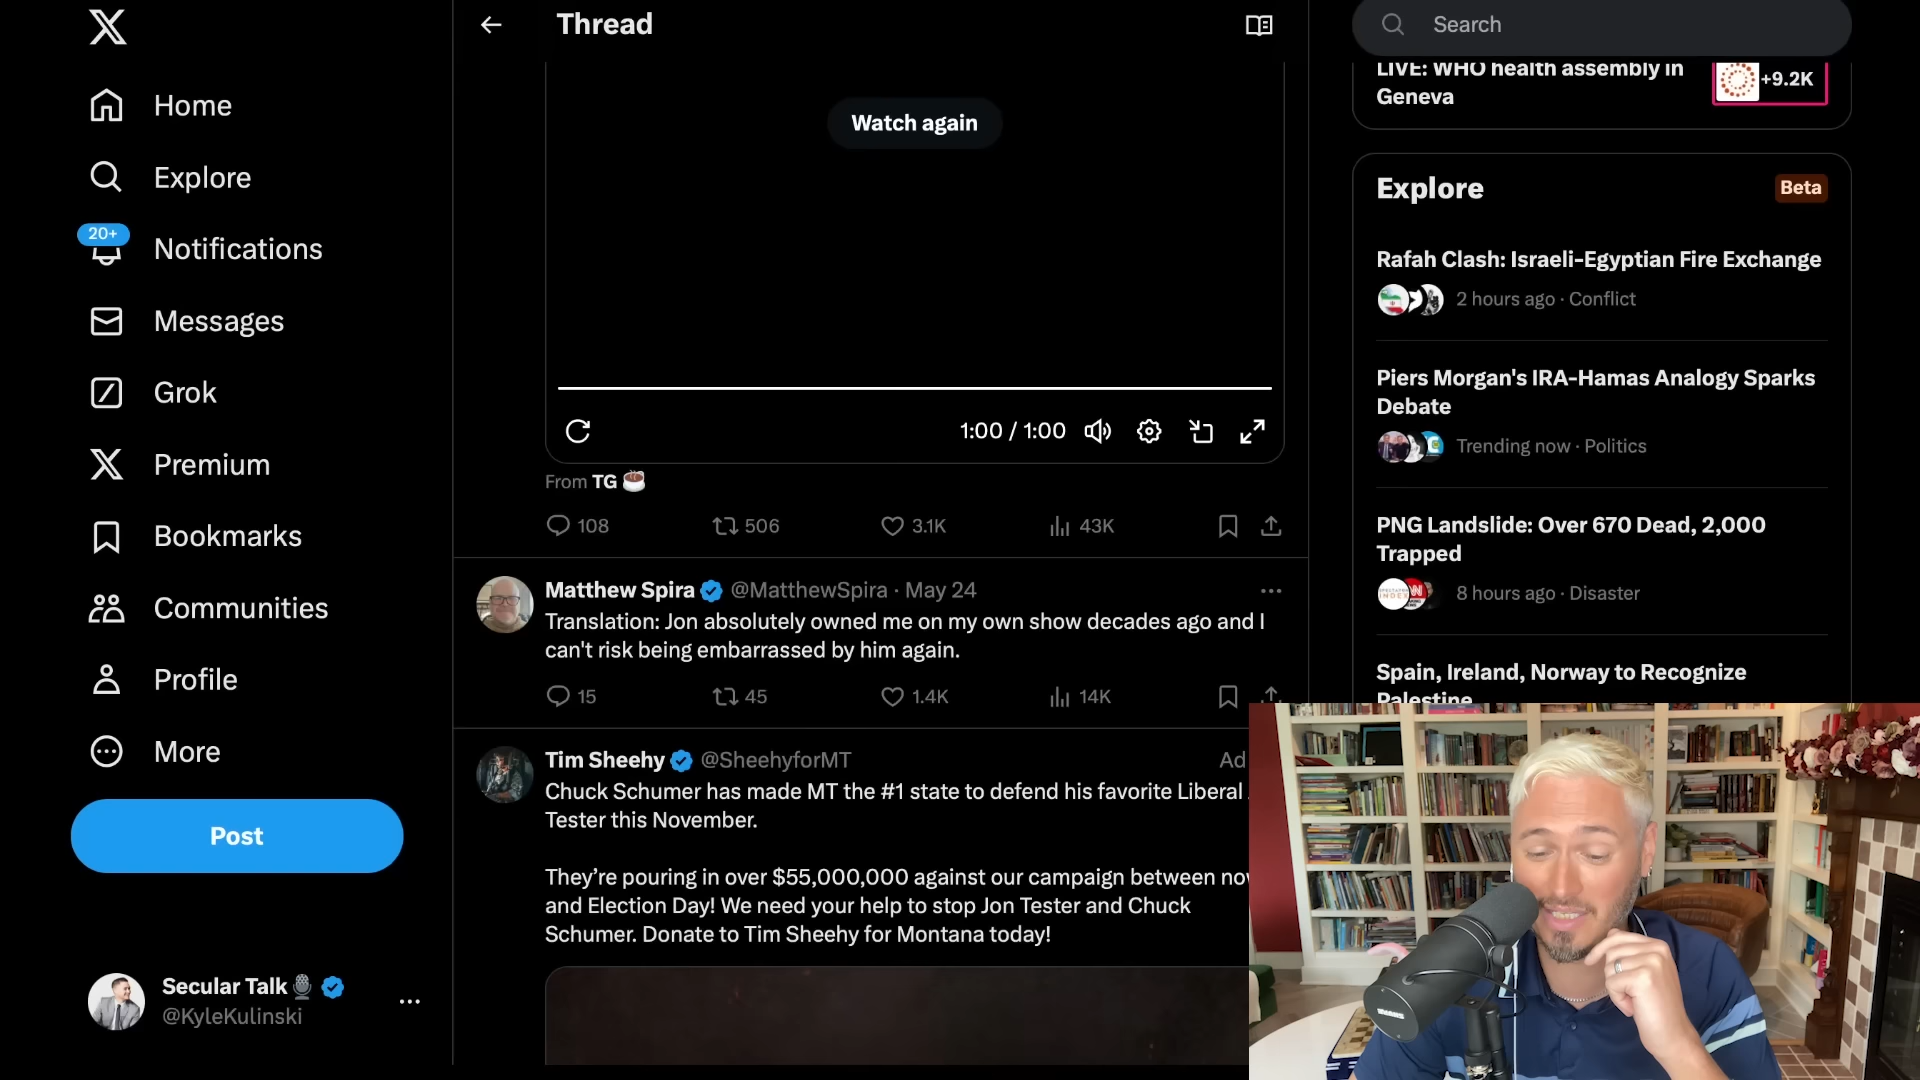 Home
Explore
20+
Notifications
Messages
Grok
Premium
Bookmarks
Communities
Profile
More
Post
Secular Talk🎙️
@KyleKulinski
...
Thread
Watch again
1:00 / 1:00
From TG ☕
108 506 3.1K 43K
Matthew Spira @MatthewSpira · May 24 ...
Translation: Jon absolutely owned me on my own show decades ago and I
can't risk being embarrassed by him again.
15 45 1.4K 14K
Tim Sheehy @SheehyforMT Ad
Chuck Schumer has made MT the #1 state to defend his favorite Liberal
Tester this November.
They’re pouring in over $55,000,000 against our campaign between now
and Election Day! We need your help to stop Jon Tester and Chuck
Schumer. Donate to Tim Sheehy for Montana today!
Search
LIVE: WHO health assembly in
Geneva
+9.2K
Explore
Beta
Rafah Clash: Israeli-Egyptian Fire Exchange
2 hours ago · Conflict
Piers Morgan's IRA-Hamas Analogy Sparks
Debate
Trending now · Politics
PNG Landslide: Over 670 Dead, 2,000
Trapped
8 hours ago · Disaster
Spain, Ireland, Norway to Recognize
Palestine